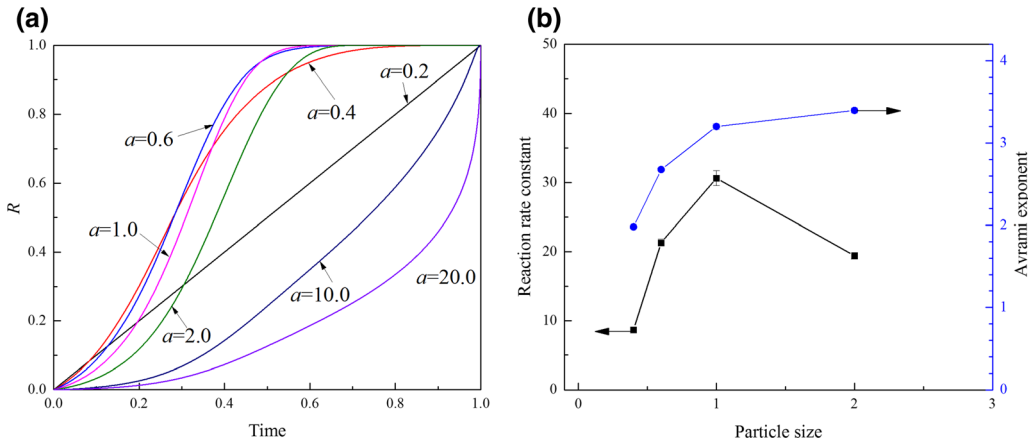 (a)
1.0
0.8
0.6
0.4
0.2
0.0
R
0.0 0.2 0.4 0.6 0.8 1.0
Time
a=0.2
a=0.4
a=0.6
a=1.0
a=2.0
a=10.0
a=20.0
(b)
50
40
30
20
10
0
Reaction rate constant
0 1 2 3
Particle size
4
3
2
1
0
Avrami exponent